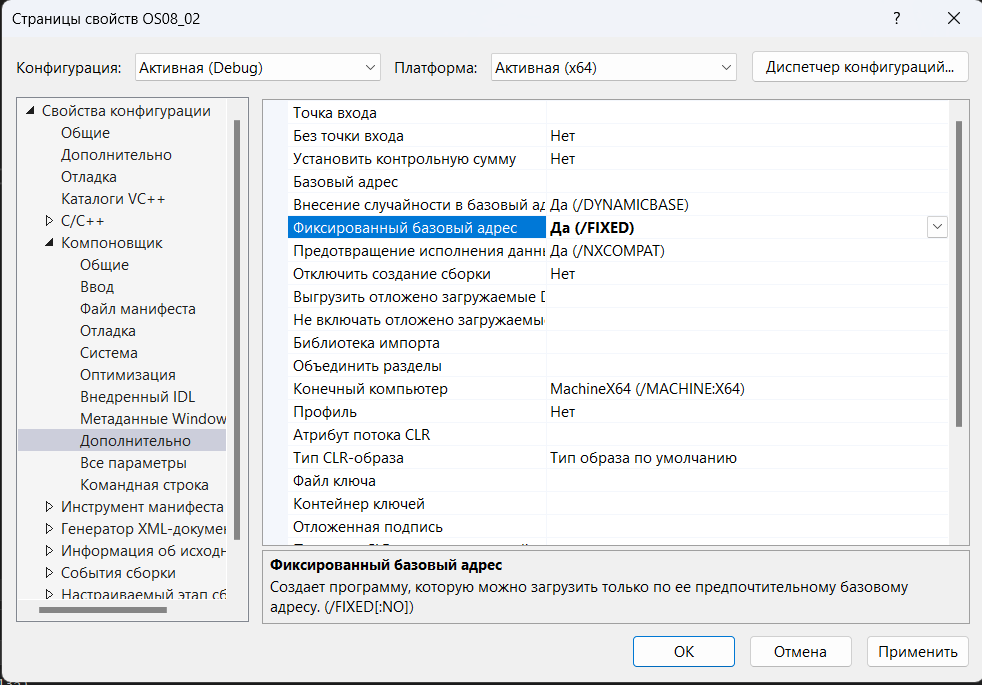 Страницы свойств OS08_02
?
Конфигурация: Активная (Debug) Платформа: Активная (x64) Диспетчер конфигураций...
Свойства конфигурации
Общие
Дополнительно
Отладка
Каталоги VC++
C/C++
Компоновщик
Общие
Ввод
Файл манифеста
Отладка
Система
Оптимизация
Внедренный IDL
Метаданные Window
Дополнительно
Все параметры
Командная строка
Инструмент манифеста
Генератор XML-докумен
Информация об исходн
События сборки
Настраиваемый этап сб
Точка входа
Без точки входа Нет
Установить контрольную сумму Нет
Базовый адрес
Внесение случайности в базовый ад Да (/DYNAMICBASE)
Фиксированный базовый адрес Да (/FIXED)
Предотвращение исполнения данн Да (/NXCOMPAT)
Отключить создание сборки Нет
Выгрузить отложено загружаемые D
Не включать отложено загружаемы
Библиотека импорта
Объединить разделы
Конечный компьютер MachineX64 (/MACHINE:X64)
Профиль Нет
Атрибут потока CLR
Тип CLR-образа Тип образа по умолчанию
Файл ключа
Контейнер ключей
Отложенная подпись
Фиксированный базовый адрес
Создает программу, которую можно загрузить только по ее предпочтительному базовому
адресу. (/FIXED[:NO])
ОК Отмена Применить